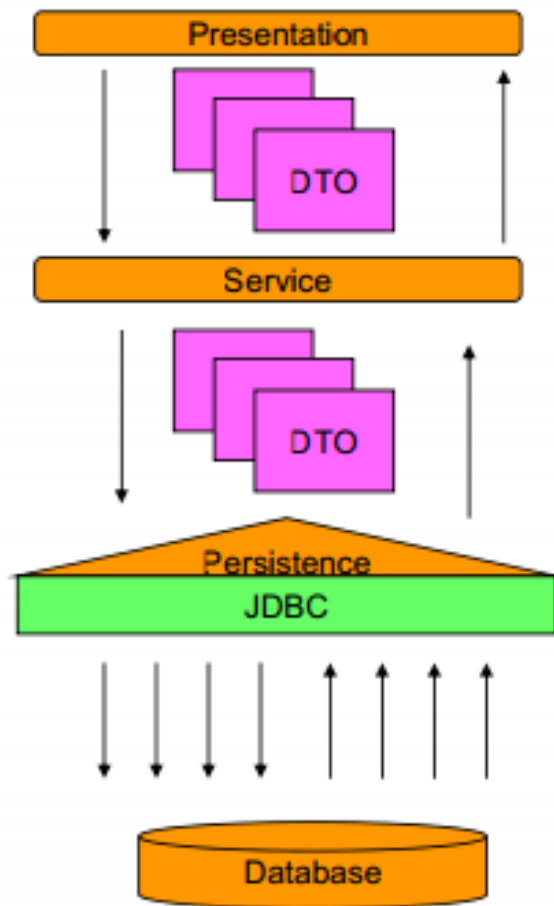 Presentation
DTO
Service
DTO
Persistence
JDBC
Database